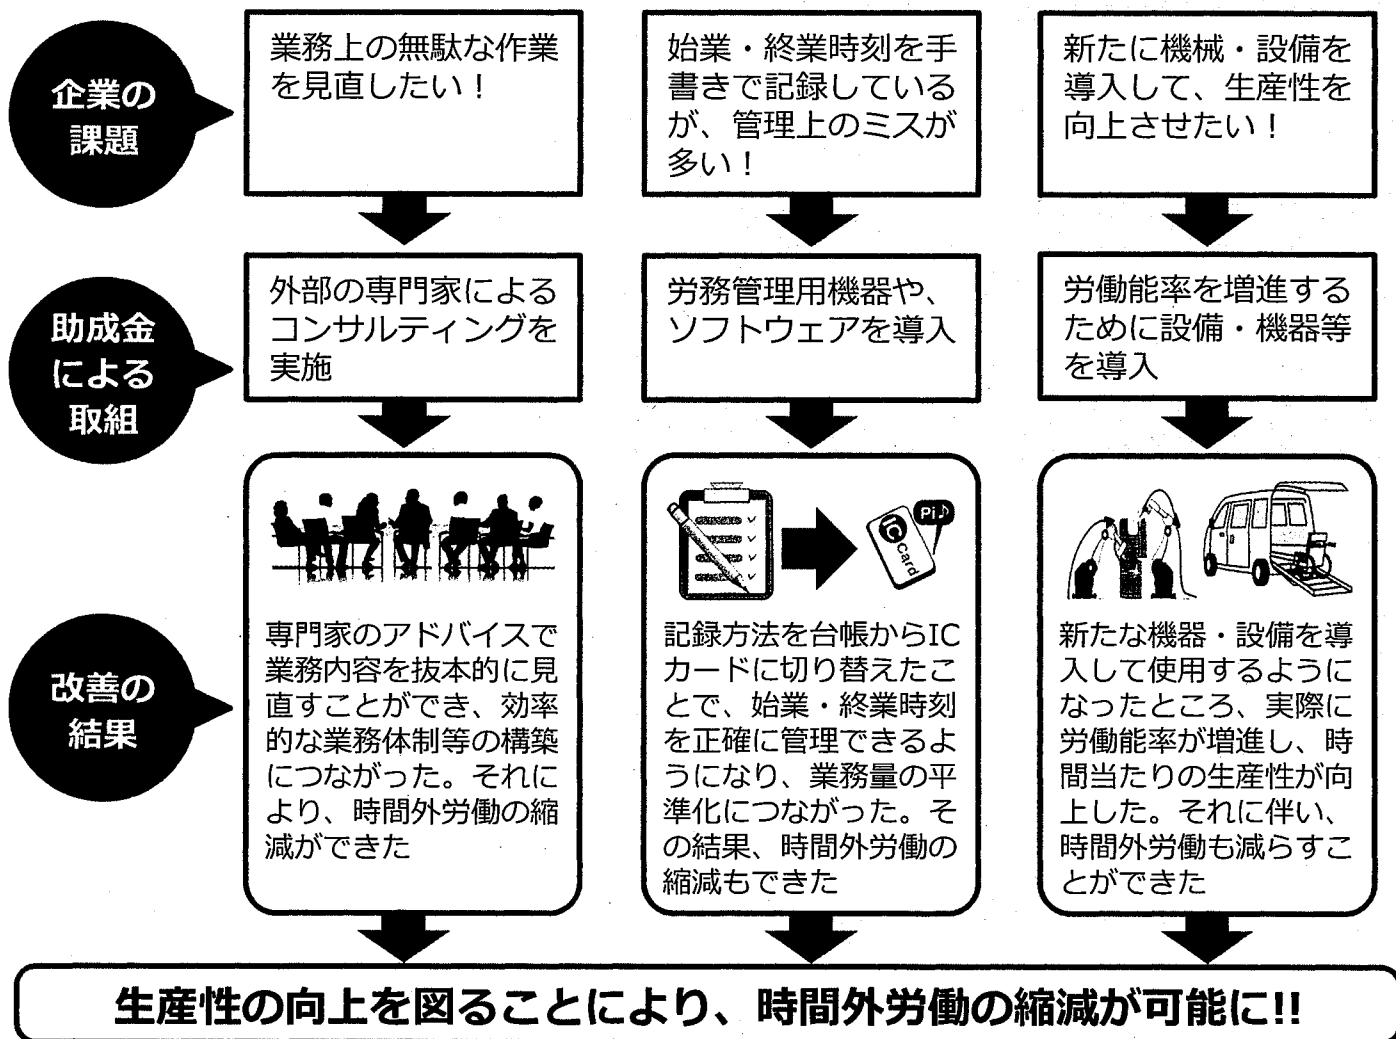 企業の
課題
業務上の無駄な作業
を見直したい！
始業・終業時刻を手
書きで記録している
が、管理上のミスが
多い！
新たに機械・設備を
導入して、生産性を
向上させたい！
助成金
による
取組
外部の専門家による
コンサルティングを
実施
労務管理用機器や、
ソフトウェアを導入
労働能率を増進する
ために設備・機器等
を導入
改善の
結果
専門家のアドバイスで
業務内容を抜本的に見
直すことができ、効率
的な業務体制等の構築
につながった。それに
より、時間外労働の縮
減ができた
IC
Card
Pi♪
記録方法を台帳からIC
カードに切り替えたこ
とで、始業・終業時刻
を正確に管理できるよ
うになり、業務量の平
準化につながった。そ
の結果、時間外労働の
縮減もできた
新たな機器・設備を導
入して使用するように
なったところ、実際に
労働能率が増進し、時
間当たりの生産性が向
上した。それに伴い、
時間外労働も減らすこ
とができた
生産性の向上を図ることにより、時間外労働の縮減が可能に!!